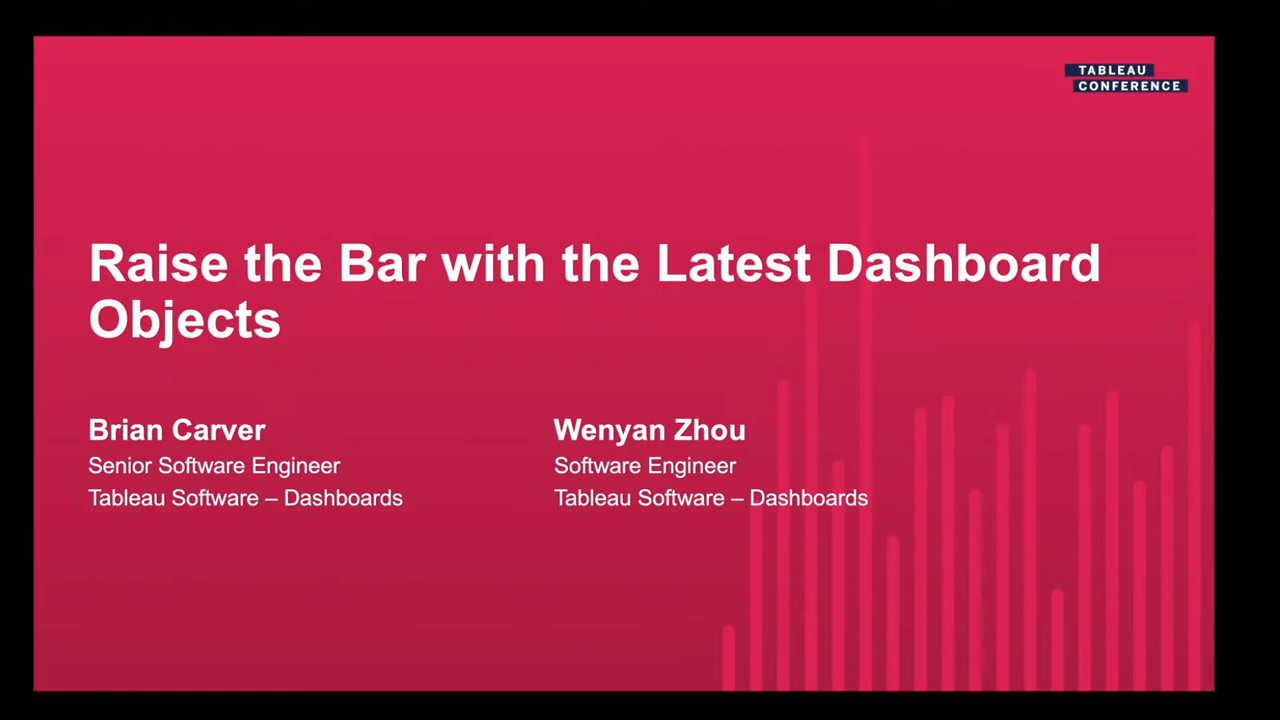 TABLEAU
CONFERENCE
Raise the Bar with the Latest Dashboard
Objects
Brian Carver
Senior Software Engineer
Tableau Software – Dashboards
Wenyan Zhou
Software Engineer
Tableau Software – Dashboards